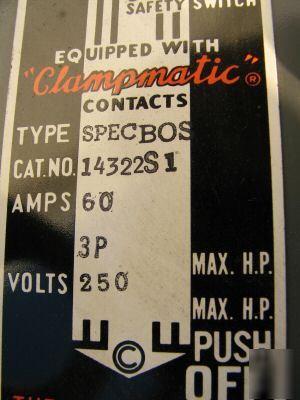 SAFETY SWITCH
EQUIPPED WITH
"Clampmatic"®
CONTACTS
TYPE SPECBOS
CAT.NO. 14322S1
AMPS 60
3P
VOLTS 250
MAX. H.P.
MAX. H.P.
E E
C
PUSH
OFF